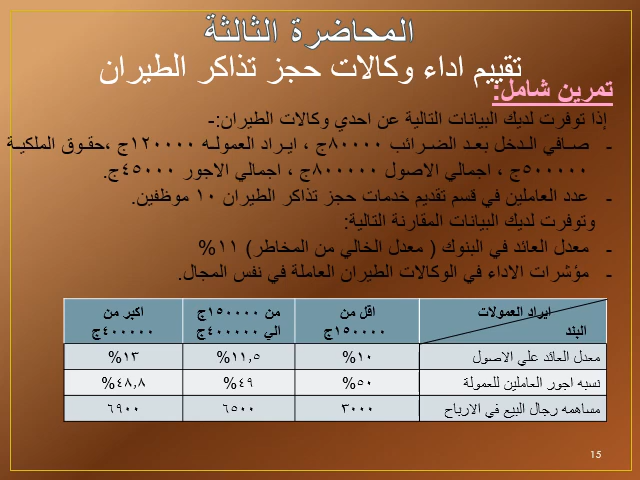 المحاضرة الثالثة
تقييم اداء وكالات حجز تذاكر الطيران
تمرين شامل:
إذا توفرت لديك البيانات التالية عن احدي وكالات الطيران:-
- صافي الدخل بعد الضرائب ٨٠٠٠٠ج ، ايراد العموله ١٢٠٠٠٠ج ،حقوق الملكية
٥٠٠٠٠٠ج ، اجمالي الاصول ٨٠٠٠٠٠ج ، اجمالي الاجور ٤٥٠٠٠ج.
- عدد العاملين في قسم تقديم خدمات حجز تذاكر الطيران ١٠ موظفين.
وتوفرت لديك البيانات المقارنة التالية:
- معدل العائد في البنوك ( معدل الخالي من المخاطر) ١١%
- مؤشرات الاداء في الوكالات الطيران العاملة في نفس المجال.
ايراد العمولات
البند
اقل من
١٥٠٠٠٠ج
من ١٥٠٠٠٠ج
الي ٤٠٠٠٠٠ج
اكبر من
٤٠٠٠٠٠ج
معدل العائد علي الاصول ١٠% ١١,٥% ١٣%
نسبه اجور العاملين للعمولة ٥٠% ٤٩% ٤٨,٨%
مساهمه رجال البيع في الارباح ٣٠٠٠ ٦٥٠٠ ٦٩٠٠
15